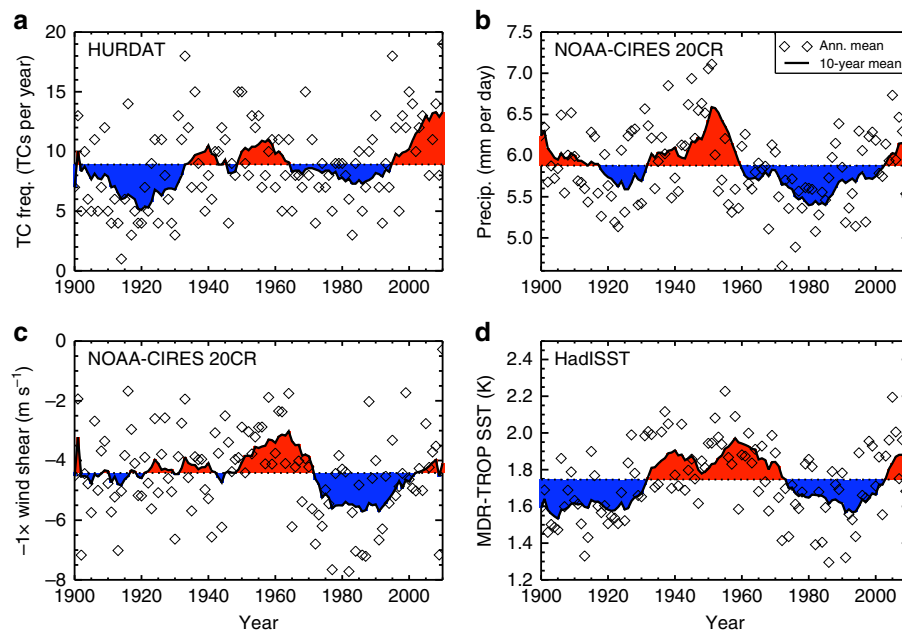 a
HURDAT
TC freq. (TCs per year)
20
15
10
5
0
1900 1920 1940 1960 1980 2000
b
NOAA-CIRES 20CR
Ann. mean
10-year mean
Precip. (mm per day)
7.5
7.0
6.5
6.0
5.5
5.0
1900 1920 1940 1960 1980 2000
c
NOAA-CIRES 20CR
−1× wind shear (m s⁻¹)
0
−2
−4
−6
−8
1900 1920 1940 1960 1980 2000
Year
d
HadISST
MDR-TROP SST (K)
2.4
2.2
2.0
1.8
1.6
1.4
1.2
1900 1920 1940 1960 1980 2000
Year